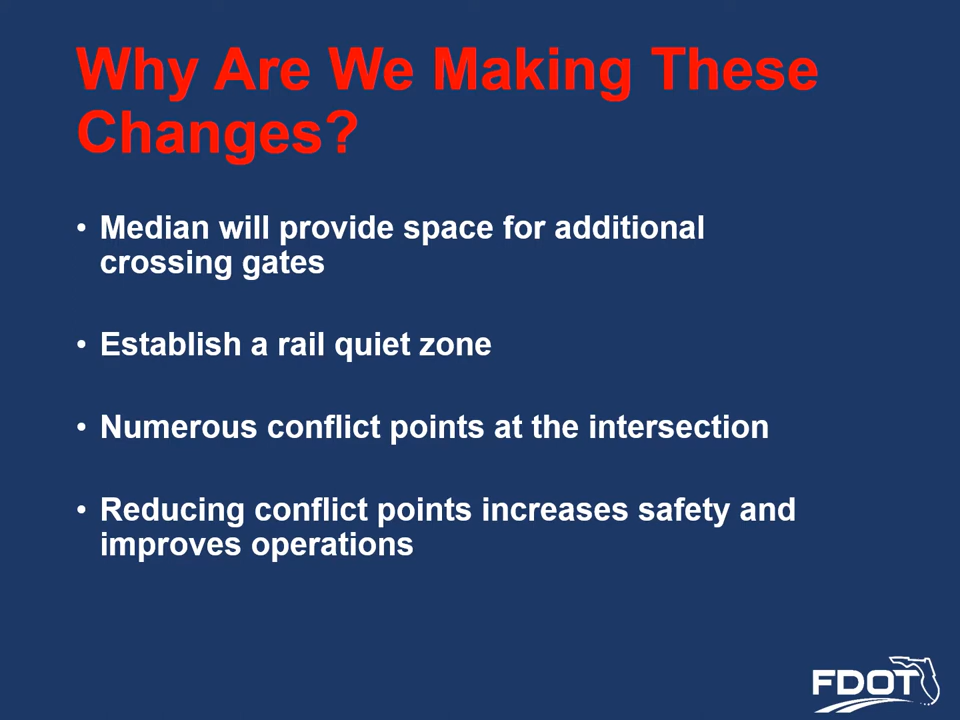 Why Are We Making These
Changes?
• Median will provide space for additional
crossing gates
• Establish a rail quiet zone
• Numerous conflict points at the intersection
• Reducing conflict points increases safety and
improves operations
FDOT